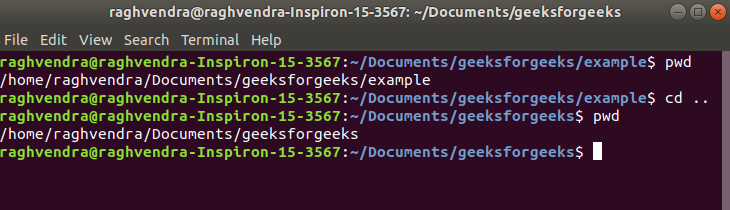 raghvendra@raghvendra-Inspiron-15-3567: ~/Documents/geeksforgeeks
File Edit View Search Terminal Help
raghvendra@raghvendra-Inspiron-15-3567:~/Documents/geeksforgeeks/example$ pwd
/home/raghvendra/Documents/geeksforgeeks/example
raghvendra@raghvendra-Inspiron-15-3567:~/Documents/geeksforgeeks/example$ cd ..
raghvendra@raghvendra-Inspiron-15-3567:~/Documents/geeksforgeeks$ pwd
/home/raghvendra/Documents/geeksforgeeks
raghvendra@raghvendra-Inspiron-15-3567:~/Documents/geeksforgeeks$